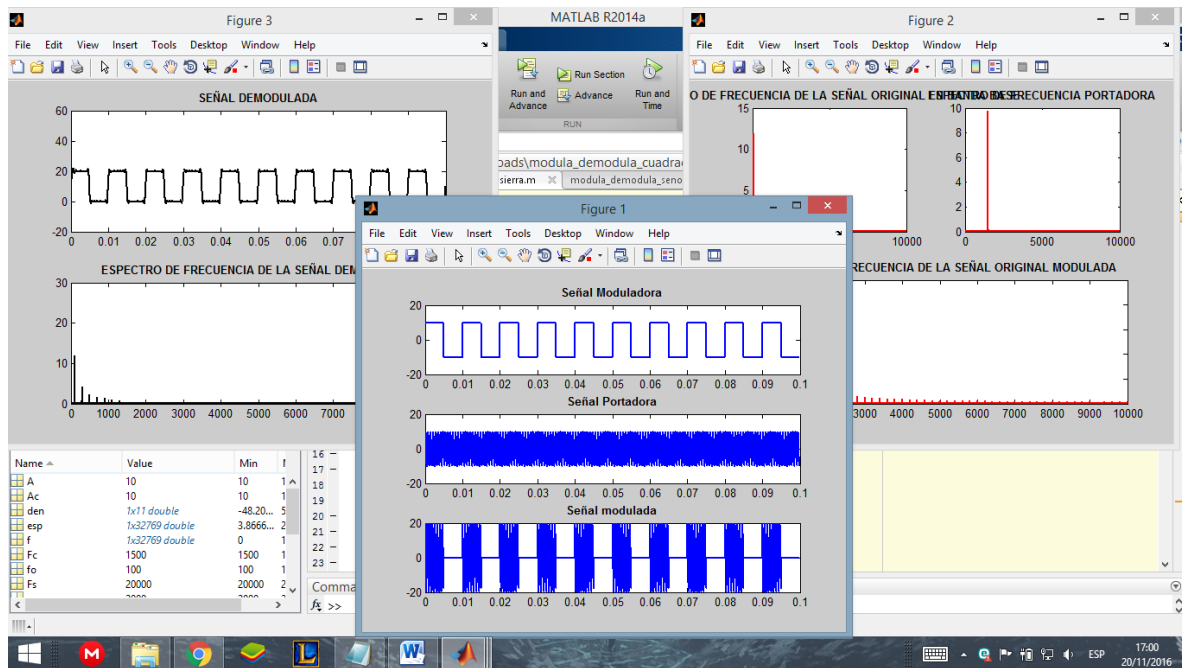 Figure 3
File Edit View Insert Tools Desktop Window Help
SEÑAL DEMODULADA
60
40
20
0
-20
0 0.01 0.02 0.03 0.04 0.05 0.06 0.07
ESPECTRO DE FRECUENCIA DE LA SEÑAL DEM
30
20
10
0
0 1000 2000 3000 4000 5000 6000 7000
MATLAB R2014a
Run and Advance
Run Section
Advance
Run and Time
RUN
oads\modula_demodula_cuadrac
sierra.m
modula_demodula_seno
Figure 2
File Edit View Insert Tools Desktop Window Help
O DE FRECUENCIA DE LA SEÑAL ORIGINAL
FRECUENCIA PORTADORA
15
10
5
10000
10
8
6
4
2
0
0 5000 10000
RECUENCIA DE LA SEÑAL ORIGINAL MODULADA
3000 4000 5000 6000 7000 8000 9000 10000
Figure 1
File Edit View Insert Tools Desktop Window Help
Señal Moduladora
20
0
-20
0 0.01 0.02 0.03 0.04 0.05 0.06 0.07 0.08 0.09 0.1
Señal Portadora
20
0
-20
0 0.01 0.02 0.03 0.04 0.05 0.06 0.07 0.08 0.09 0.1
Señal modulada
20
0
-20
0 0.01 0.02 0.03 0.04 0.05 0.06 0.07 0.08 0.09 0.1
Name Value Min
A 10 10
Ac 10 10
den 1x11 double -48.20...
esp 1x32769 double 3.8666...
f 1x32769 double 0
Fc 1500 1500
fo 100 100
Fs 20000 20000
16
17
18
19
20
21
22
23
Comma
fx >>
ESP
17:00
20/11/2016